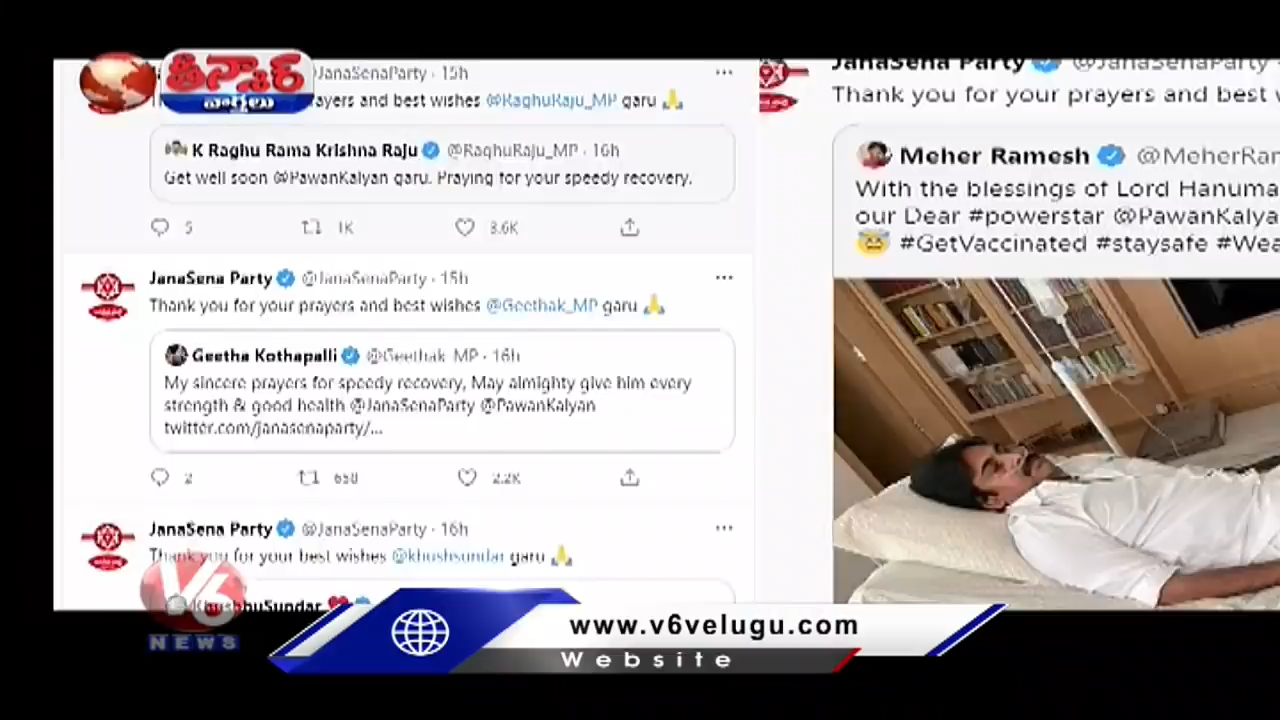 తీన్మార్
వార్తలు
JanaSenaParty · 15h
rayers and best wishes @RaghuRaju_MP garu 🙏
K Raghu Rama Krishna Raju @RaghuRaju_MP · 16h
Get well soon @PawanKalyan garu. Praying for your speedy recovery.
5 1K 3.6K
JanaSena Party @JanaSenaParty · 15h
Thank you for your prayers and best wishes @Geethak_MP garu 🙏
Geetha Kothapalli @Geethak_MP · 16h
My sincere prayers for speedy recovery, May almighty give him every
strength & good health @JanaSenaParty @PawanKalyan
twitter.com/janasenaparty/...
2 650 2.2K
JanaSena Party @JanaSenaParty · 16h
Thank you for your best wishes @khushsundar garu 🙏
KhushbuSundar ❤️
JanaSena Party @JanaSenaParty
Thank you for your prayers and best w
Meher Ramesh @MeherRam
With the blessings of Lord Hanuma
our Dear #powerstar @PawanKalya
😇 #GetVaccinated #staysafe #Wea
V6
NEWS
www.v6velugu.com
Website